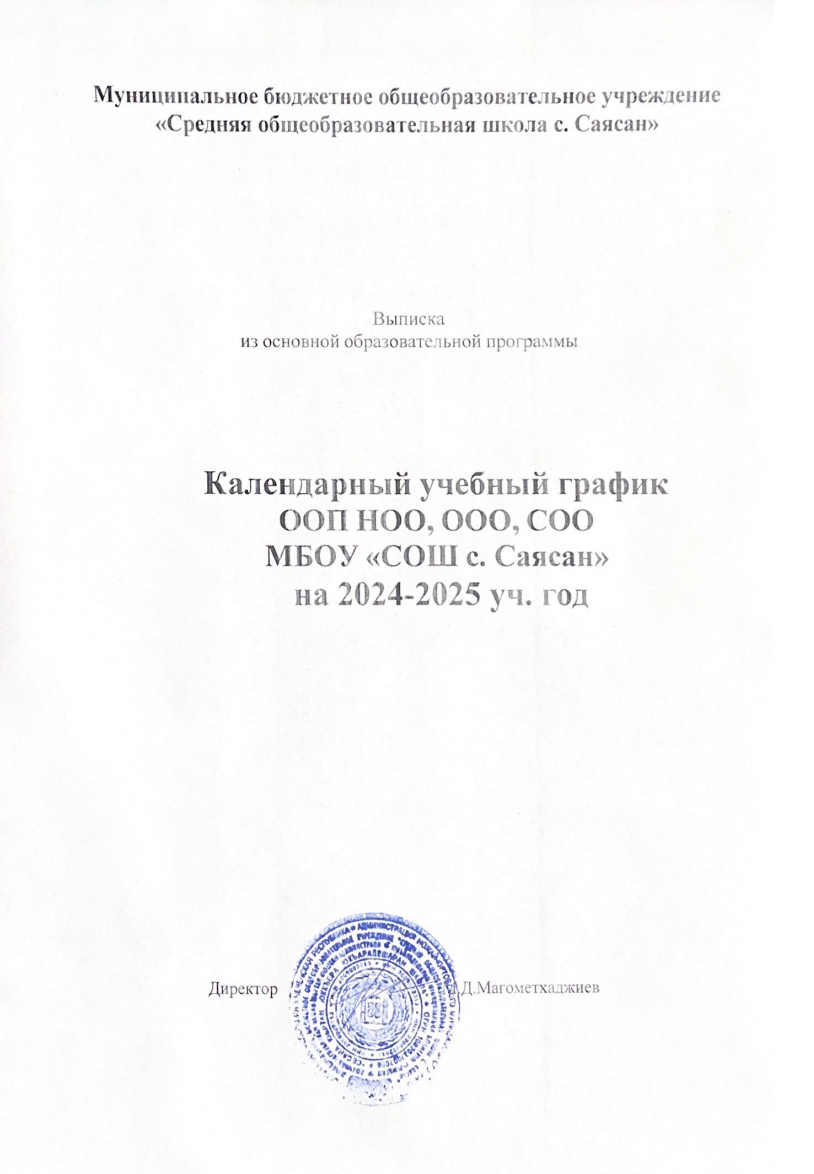 Муниципальное бюджетное общеобразовательное учреждение
«Средняя общеобразовательная школа с. Саясан»
Выписка
из основной образовательной программы
Календарный учебный график
ООП НОО, ООО, СОО
МБОУ «СОШ с. Саясан»
на 2024-2025 уч. год
Директор Д.Магометхаджиев